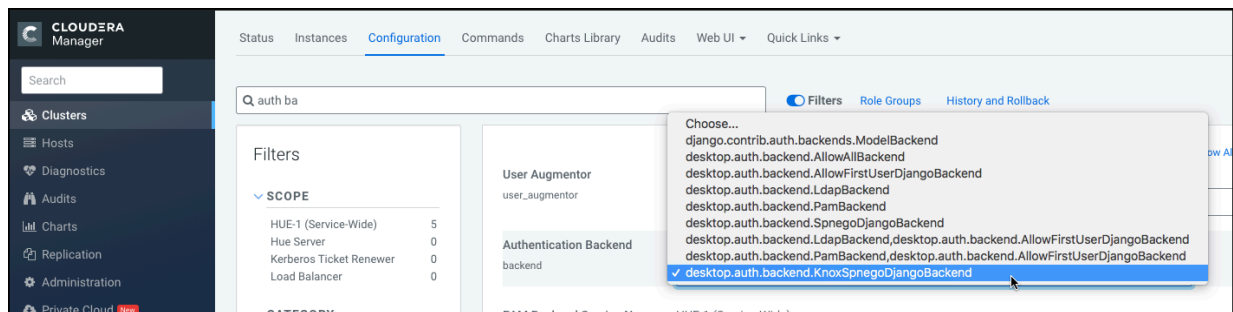 CLOUDERA
Manager
Search
Clusters
Hosts
Diagnostics
Audits
Charts
Replication
Administration
Private Cloud New
Status Instances Configuration Commands Charts Library Audits Web UI Quick Links
auth ba
Filters Role Groups History and Rollback
Filters
SCOPE
HUE-1 (Service-Wide) 5
Hue Server 0
Kerberos Ticket Renewer 0
Load Balancer 0
User Augmentor
user_augmentor
Authentication Backend
backend
Choose...
django.contrib.auth.backends.ModelBackend
desktop.auth.backend.AllowAllBackend
desktop.auth.backend.AllowFirstUserDjangoBackend
desktop.auth.backend.LdapBackend
desktop.auth.backend.PamBackend
desktop.auth.backend.SpnegoDjangoBackend
desktop.auth.backend.LdapBackend,desktop.auth.backend.AllowFirstUserDjangoBackend
desktop.auth.backend.PamBackend,desktop.auth.backend.AllowFirstUserDjangoBackend
✓ desktop.auth.backend.KnoxSpnegoDjangoBackend